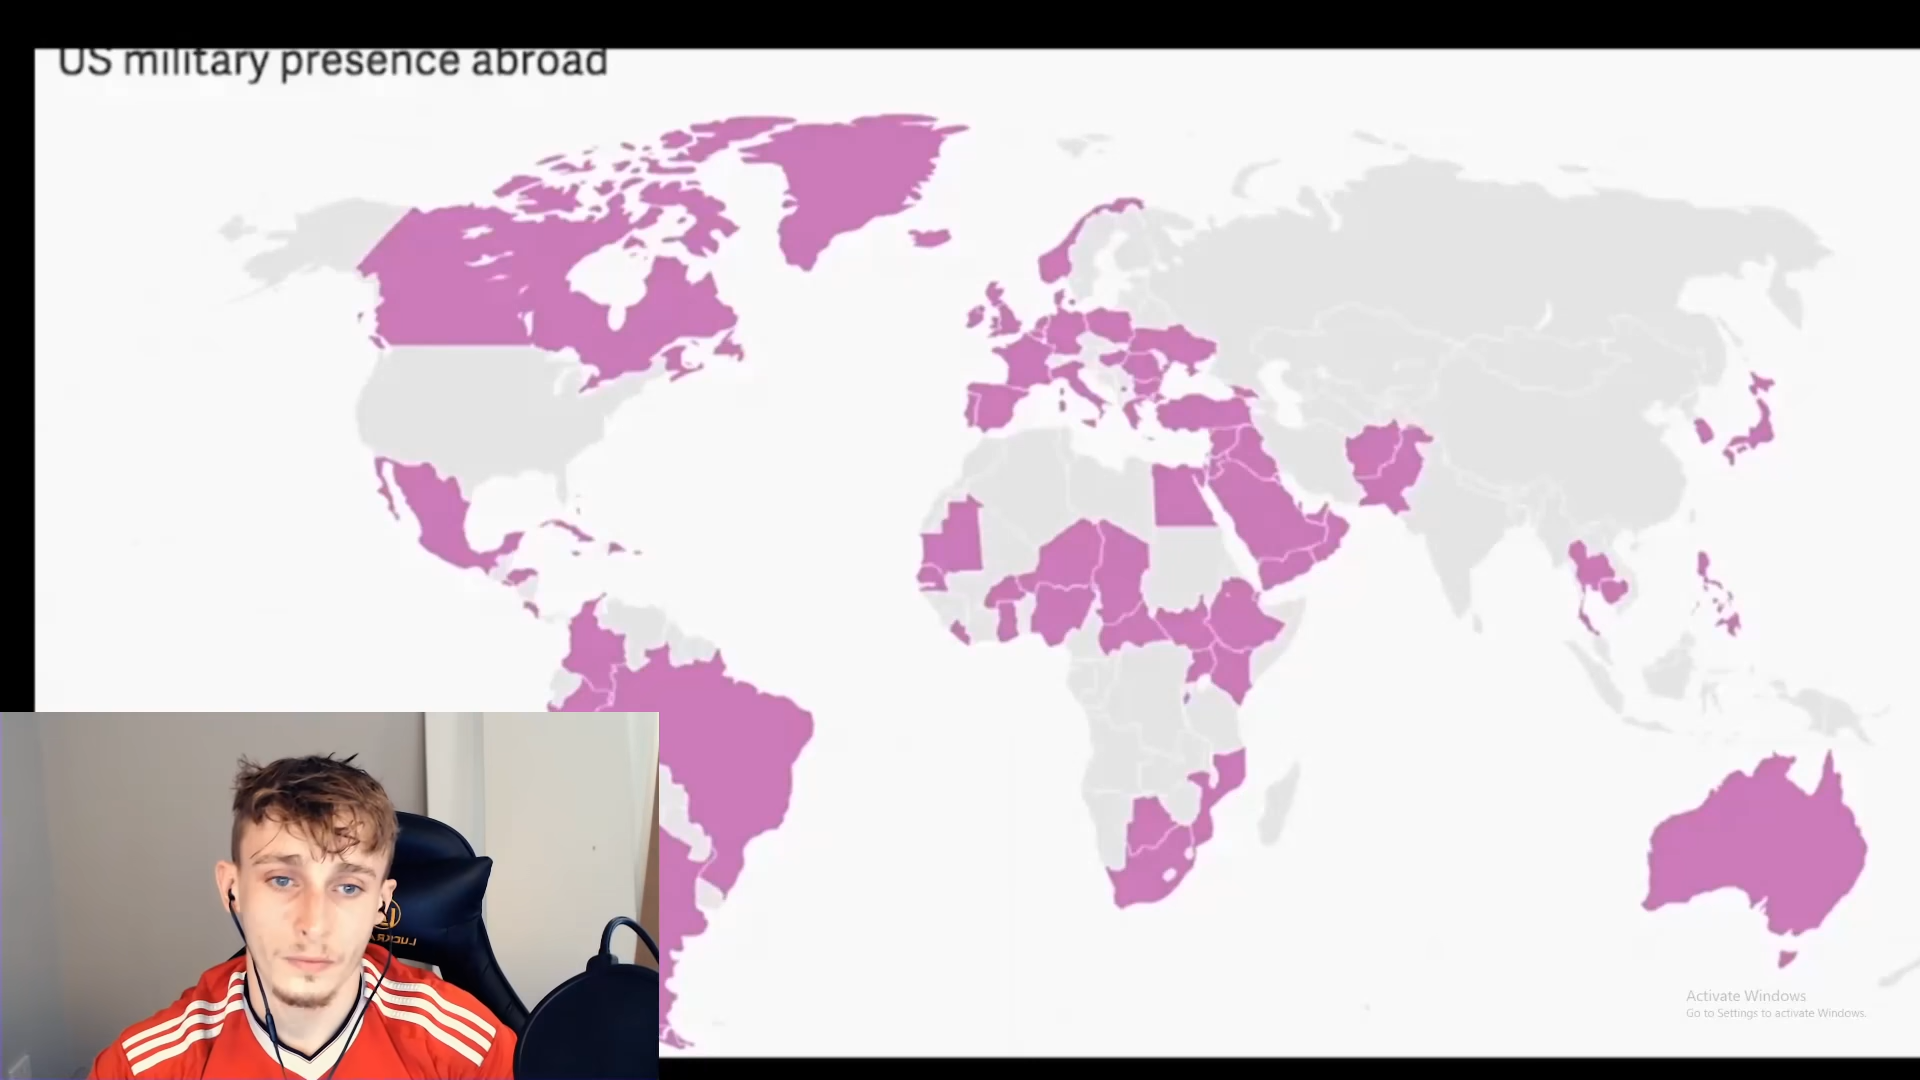 US military presence abroad
Activate Windows
Go to Settings to activate Windows.